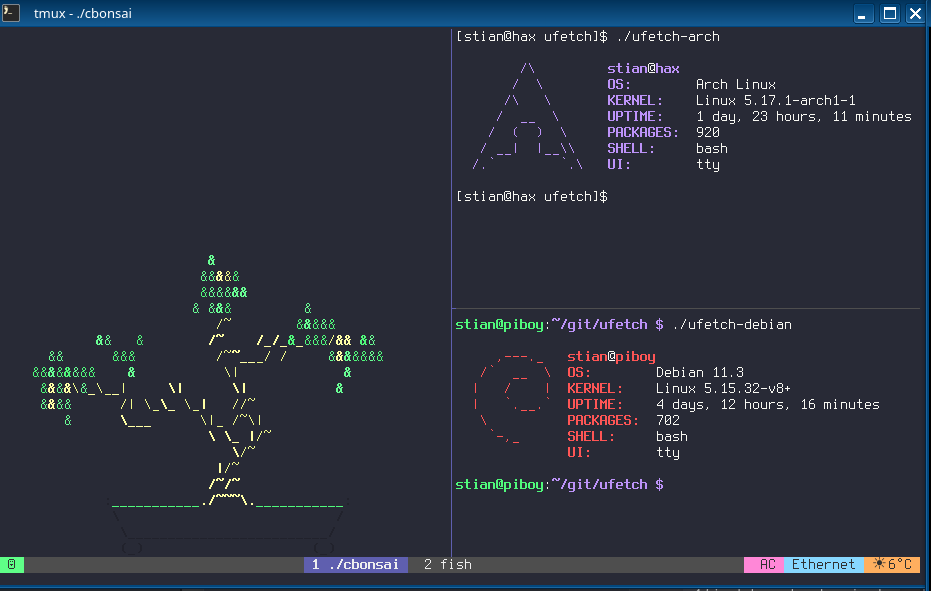 tmux - ./cbonsai
[stian@hax ufetch]$ ./ufetch-arch
stian@hax
OS: Arch Linux
KERNEL: Linux 5.17.1-arch1-1
UPTIME: 1 day, 23 hours, 11 minutes
PACKAGES: 920
SHELL: bash
UI: tty
[stian@hax ufetch]$
stian@piboy:~/git/ufetch $ ./ufetch-debian
stian@piboy
OS: Debian 11.3
KERNEL: Linux 5.15.32-v8+
UPTIME: 4 days, 12 hours, 16 minutes
PACKAGES: 702
SHELL: bash
UI: tty
stian@piboy:~/git/ufetch $
0 1 ./cbonsai 2 fish AC Ethernet ☀6°C